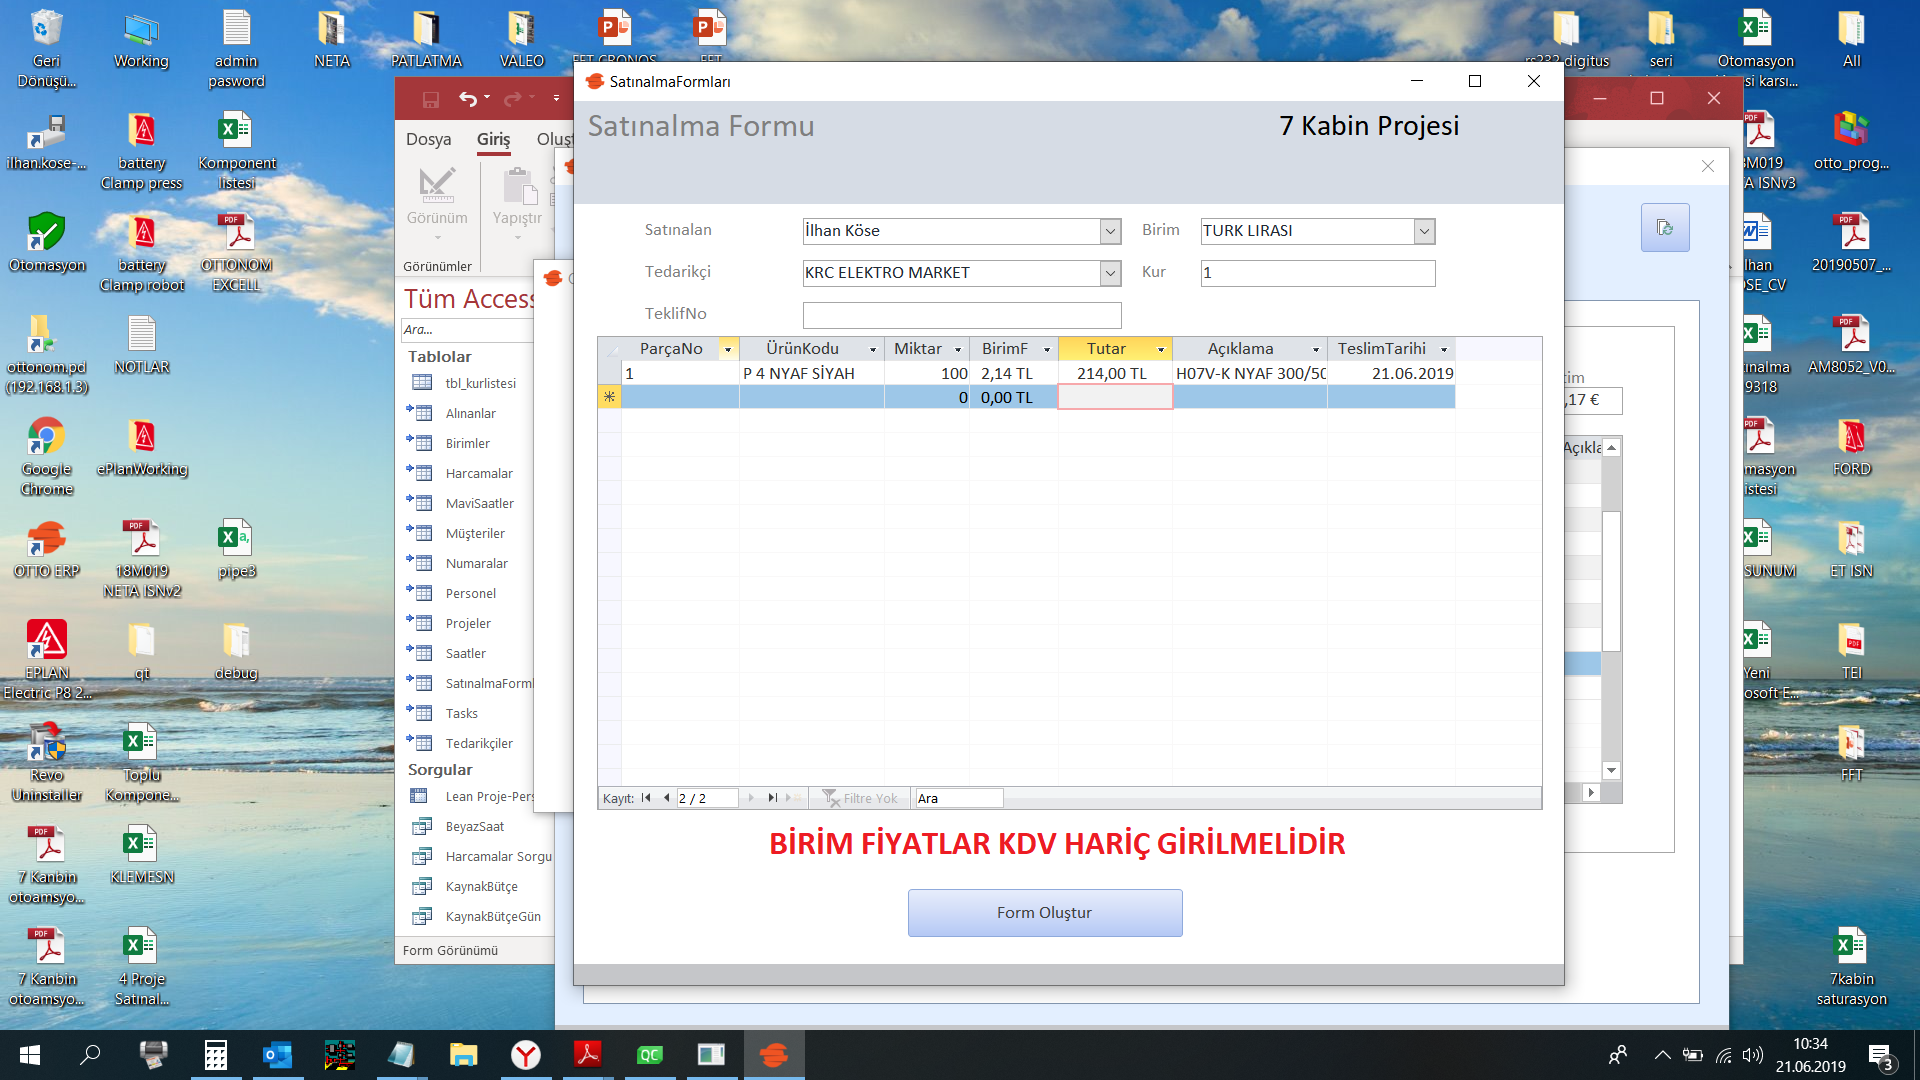 Geri
Dönüşü...
Working
admin
pasword
NETA
PATLATMA
VALEO
FFT CRONOS
FFT
rs232 digitus
seri
Otomasyon
si karsı...
All
ilhan.kose-...
battery
Clamp press
Komponent
listesi
Otomasyon
battery
Clamp robot
OTTONOM
EXCELL
ottonom.pd
(192.168.1.3)
NOTLAR
Google
Chrome
ePlanWorking
OTTO ERP
18M019
NETA ISNv2
pipe3
EPLAN
Electric P8 2...
qt
debug
Revo
Uninstaller
Toplu
Kompone...
7 Kanbin
otoamsyo...
KLEMESN
7 Kanbin
otoamsyo...
4 Proje
Satınal...
Dosya
Giriş
Oluşt
Görünüm
Yapıştır
Görünümler
Tüm Access
Ara...
Tablolar
tbl_kurlistesi
Alınanlar
Birimler
Harcamalar
MaviSaatler
Müşteriler
Numaralar
Personel
Projeler
Saatler
SatınalmaForml
Tasks
Tedarikçiler
Sorgular
Lean Proje-Pers
BeyazSaat
Harcamalar Sorgu
KaynakBütçe
KaynakBütçeGün
Form Görünümü
SatınalmaFormları
Satınalma Formu
7 Kabin Projesi
Satınalan
İlhan Köse
Birim
TURK LIRASI
Tedarikçi
KRC ELEKTRO MARKET
Kur
1
TeklifNo
ParçaNo ÜrünKodu Miktar BirimF Tutar Açıklama TeslimTarihi
1 P 4 NYAF SİYAH 100 2,14 TL 214,00 TL H07V-K NYAF 300/50 21.06.2019
0 0,00 TL
Kayıt: 2 / 2 Filtre Yok Ara
BİRİM FİYATLAR KDV HARİÇ GİRİLMELİDİR
Form Oluştur
tim
,17 €
Açıkla
8M019
TA ISNv3
otto_prog...
lhan
OSE_CV
20190507_...
tınalma
9318
AM8052_V0...
masyon
istesi
FORD
SUNUM
ET ISN
Yeni
osoft E...
TEI
FFT
7kabin
saturasyon
PDF
QC
10:34
21.06.2019
3